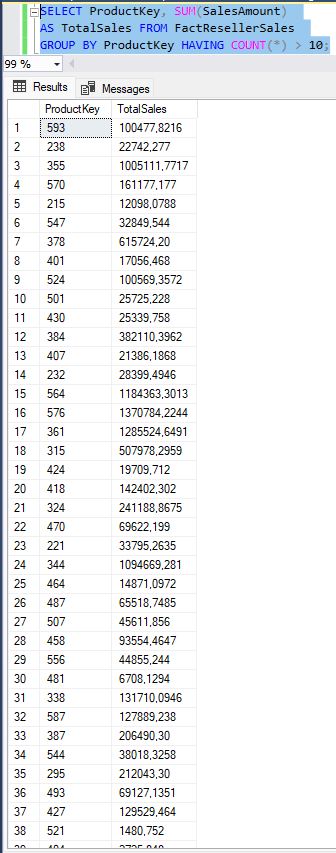 SELECT ProductKey, SUM(SalesAmount)
AS TotalSales FROM FactResellerSales
GROUP BY ProductKey HAVING COUNT(*) > 10;
99 %
Results Messages
ProductKey TotalSales
1 593 100477,8216
2 238 22742,277
3 355 1005111,7717
4 570 161177,177
5 215 12098,0788
6 547 32849,544
7 378 615724,20
8 401 17056,468
9 524 100569,3572
10 501 25725,228
11 430 25339,758
12 384 382110,3962
13 407 21386,1868
14 232 28399,4946
15 564 1184363,3013
16 576 1370784,2244
17 361 1285524,6491
18 315 507978,2959
19 424 19709,712
20 418 142402,302
21 324 241188,8675
22 470 69622,199
23 221 33795,2635
24 344 1094669,281
25 464 14871,0972
26 487 65518,7485
27 507 45611,856
28 458 93554,4647
29 556 44855,244
30 481 6708,1294
31 338 131710,0946
32 587 127889,238
33 387 206490,30
34 544 38018,3258
35 295 212043,30
36 493 69127,1351
37 427 129529,464
38 521 1480,752